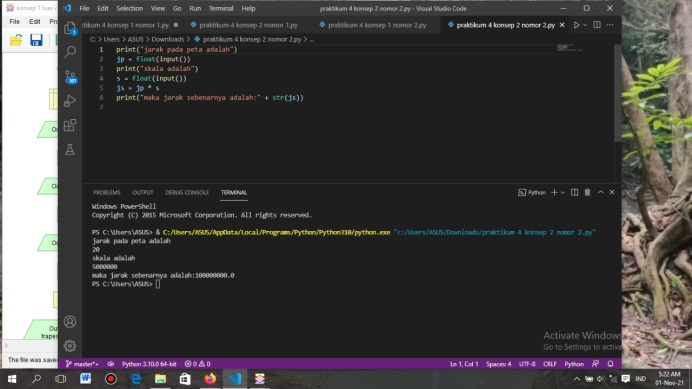 konsep 1 luas
File
The file was save
File Edit Selection View Go Run Terminal Help
praktikum 4 konsep 2 nomor 2.py - Visual Studio Code
ktikum 4 konsep 1 nomor 1.py
praktikum 4 konsep 2 nomor 1.py
praktikum 4 konsep 1 nomor 2.py
praktikum 4 konsep 2 nomor 2.py
C: > Users > ASUS > Downloads > praktikum 4 konsep 2 nomor 2.py > ...
1 print("jarak pada peta adalah")
2 jp = float(input())
3 print("skala adalah")
4 s = float(input())
5 js = jp * s
6 print("maka jarak sebenarnya adalah:" + str(js))
7
PROBLEMS OUTPUT DEBUG CONSOLE TERMINAL
Python
Windows PowerShell
Copyright (C) 2015 Microsoft Corporation. All rights reserved.
PS C:\Users\ASUS> & C:/Users/ASUS/AppData/Local/Programs/Python/Python310/python.exe "c:/Users/ASUS/Downloads/praktikum 4 konsep 2 nomor 2.py"
jarak pada peta adalah
20
skala adalah
5000000
maka jarak sebenarnya adalah:100000000.0
PS C:\Users\ASUS>
Activate Windows
Go to Settings to activa
master*+ Python 3.10.0 64-bit 0 0
Ln 1, Col 1 Spaces: 4 UTF-8 CRLF Python
IND
5:22 AM
01-Nov-21